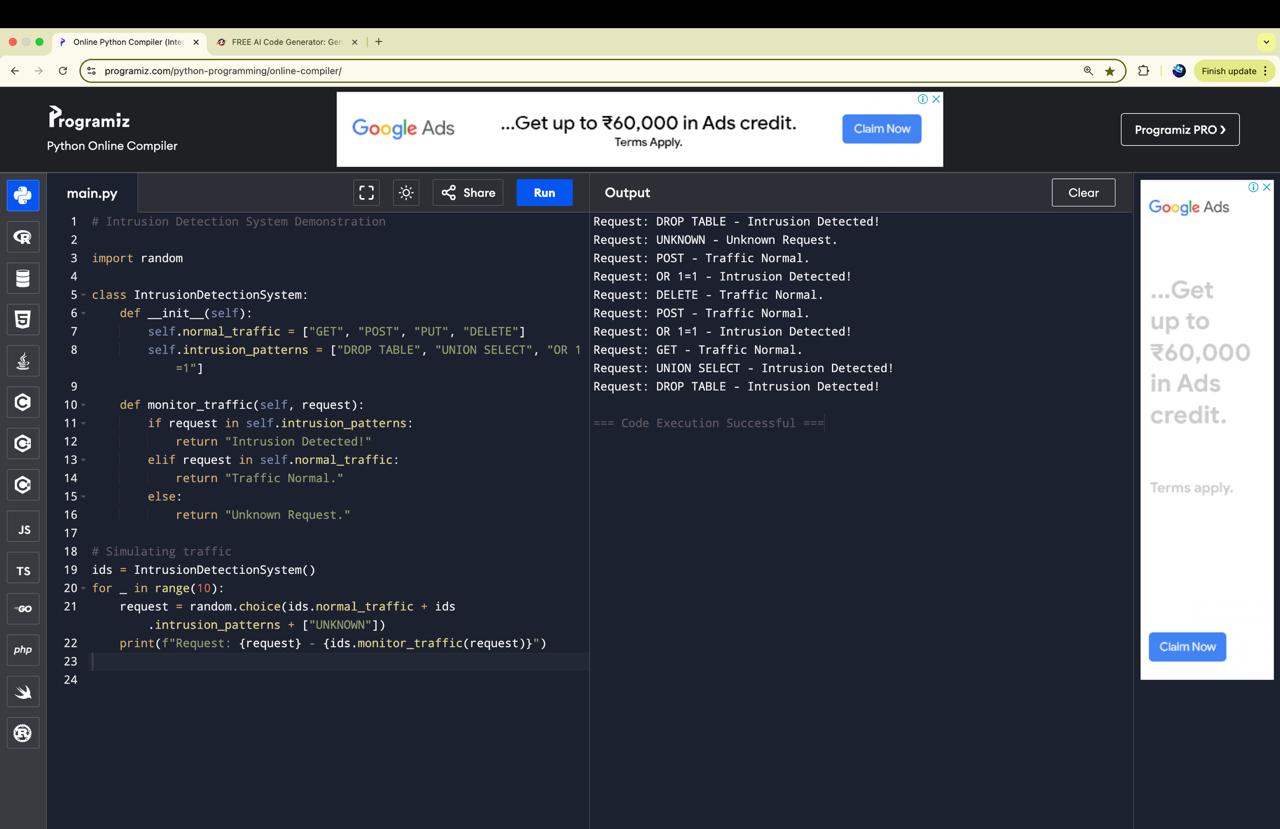 Online Python Compiler (Inte
FREE AI Code Generator: Gen
programiz.com/python-programming/online-compiler/
Finish update
Programiz
Python Online Compiler
Google Ads
...Get up to ₹60,000 in Ads credit.
Terms Apply.
Claim Now
Programiz PRO ❯
main.py
Share
Run
Output
Clear
1 # Intrusion Detection System Demonstration
2
3 import random
4
5 class IntrusionDetectionSystem:
6     def __init__(self):
7         self.normal_traffic = ["GET", "POST", "PUT", "DELETE"]
8         self.intrusion_patterns = ["DROP TABLE", "UNION SELECT", "OR 1
            =1"]
9
10     def monitor_traffic(self, request):
11         if request in self.intrusion_patterns:
12             return "Intrusion Detected!"
13         elif request in self.normal_traffic:
14             return "Traffic Normal."
15         else:
16             return "Unknown Request."
17
18 # Simulating traffic
19 ids = IntrusionDetectionSystem()
20 for _ in range(10):
21     request = random.choice(ids.normal_traffic + ids
        .intrusion_patterns + ["UNKNOWN"])
22     print(f"Request: {request} - {ids.monitor_traffic(request)}")
23
24
Request: DROP TABLE - Intrusion Detected!
Request: UNKNOWN - Unknown Request.
Request: POST - Traffic Normal.
Request: OR 1=1 - Intrusion Detected!
Request: DELETE - Traffic Normal.
Request: POST - Traffic Normal.
Request: OR 1=1 - Intrusion Detected!
Request: GET - Traffic Normal.
Request: UNION SELECT - Intrusion Detected!
Request: DROP TABLE - Intrusion Detected!
=== Code Execution Successful ===
Google Ads
...Get
up to
₹60,000
in Ads
credit.
Terms apply.
Claim Now
JS
TS
GO
php